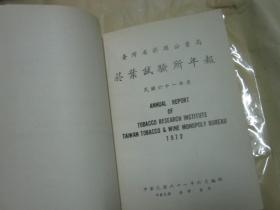 臺灣省菸酒公賣局
菸葉試驗所年報
民國六十一年度
ANNUAL REPORT
OF
TOBACCO RESEARCH INSTITUTE
TAIWAN TOBACCO & WINE MONOPOLY BUREAU
1972